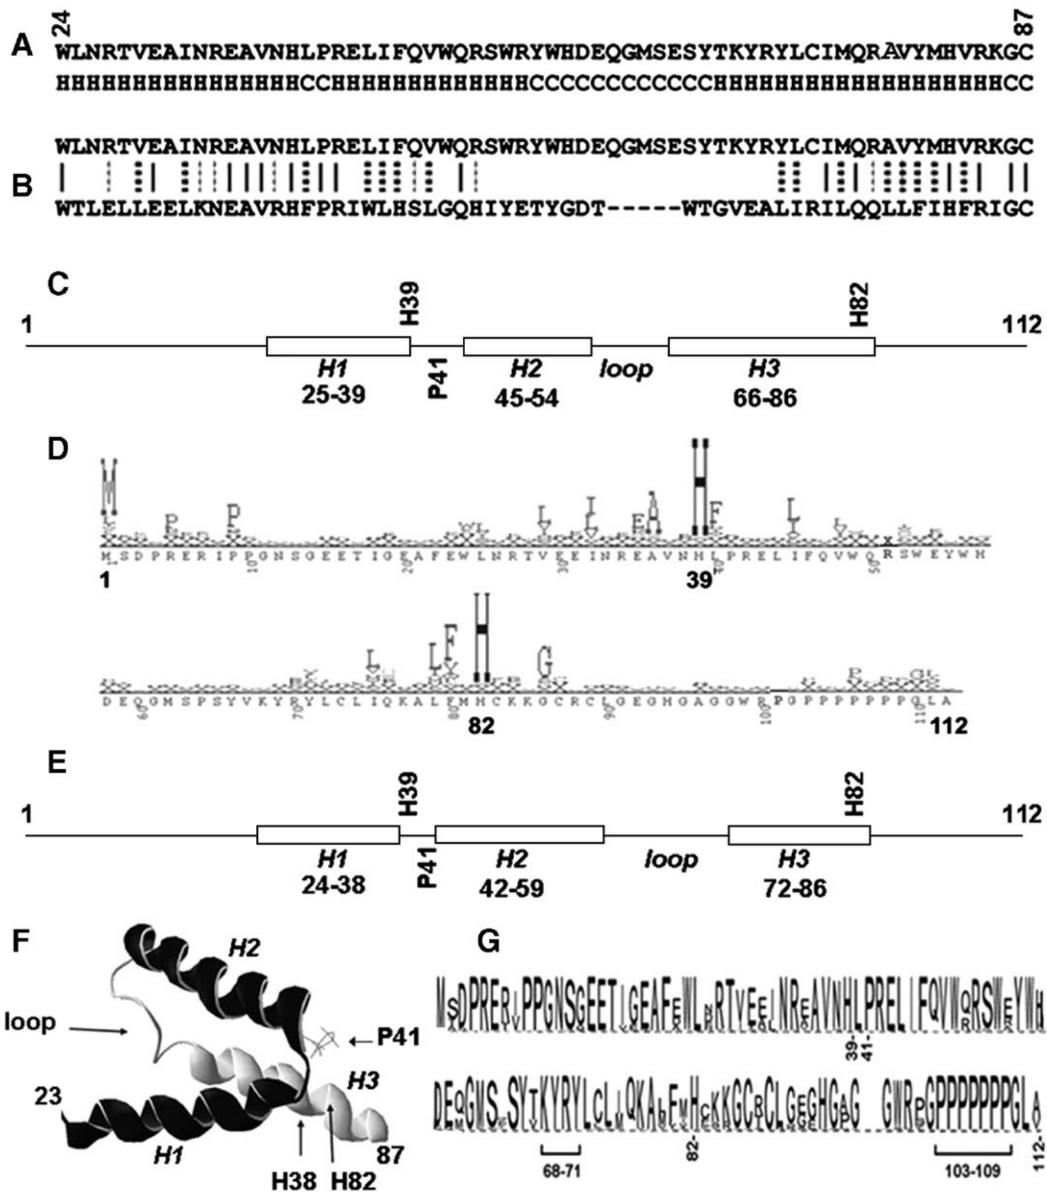 24
87
A
WLNRTVEAINREAVNHLPRELIFQVWQRSWRYWHDEQGMSESYTKYRYLCIMQRAVYMHVRKGC
HHHHHHHHHHHHHHHHCCHHHHHHHHHHHHHCCCCCCCCCCCCHHHHHHHHHHHHHHHHHHHCC
WLNRTVEAINREAVNHLPRELIFQVWQRSWRYWHDEQGMSESYTKYRYLCIMQRAVYMHVRKGC
B
WTLELLEELKNEAVRHFPRIWLHSLGQHIYETYGDT-----WTGVEALIRILQQLLFIHFRIGC
C
1
H39
H82
112
H1
P41
H2
loop
H3
25-39
45-54
66-86
D
MSDPRERIPPGNSGEETIGEAFEWLNRTVEEINREAVNHLPRELIFQVWQRSWEYWH
1
39
82
112
E
1
H39
H82
112
H1
P41
H2
loop
H3
24-38
42-59
72-86
F
H2
loop
P41
H3
23
H1
87
H38
H82
G
39-
41-
82-
112-
68-71
103-109